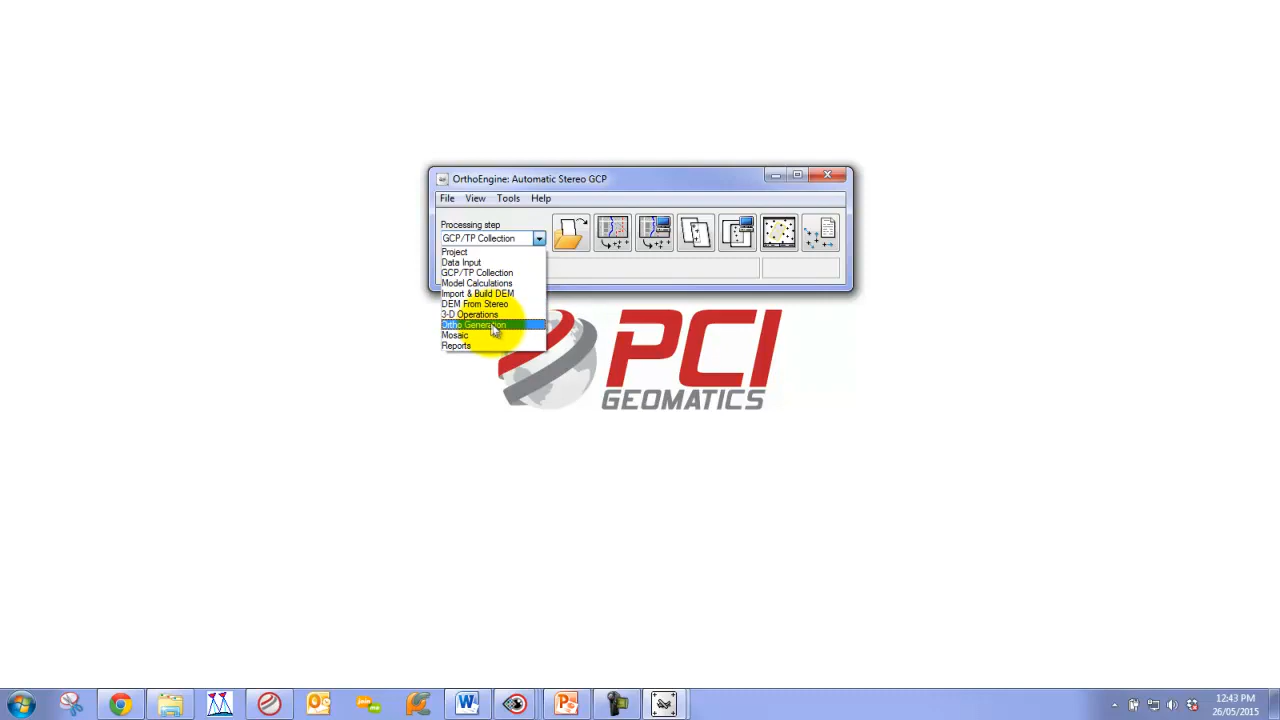 OrthoEngine: Automatic Stereo GCP
File View Tools Help
Processing step
GCP/TP Collection
Project
Data Input
GCP/TP Collection
Model Calculations
Import & Build DEM
DEM From Stereo
3-D Operations
Ortho Generation
Mosaic
Reports
PCI
GEOMATICS
12:43 PM
26/05/2015